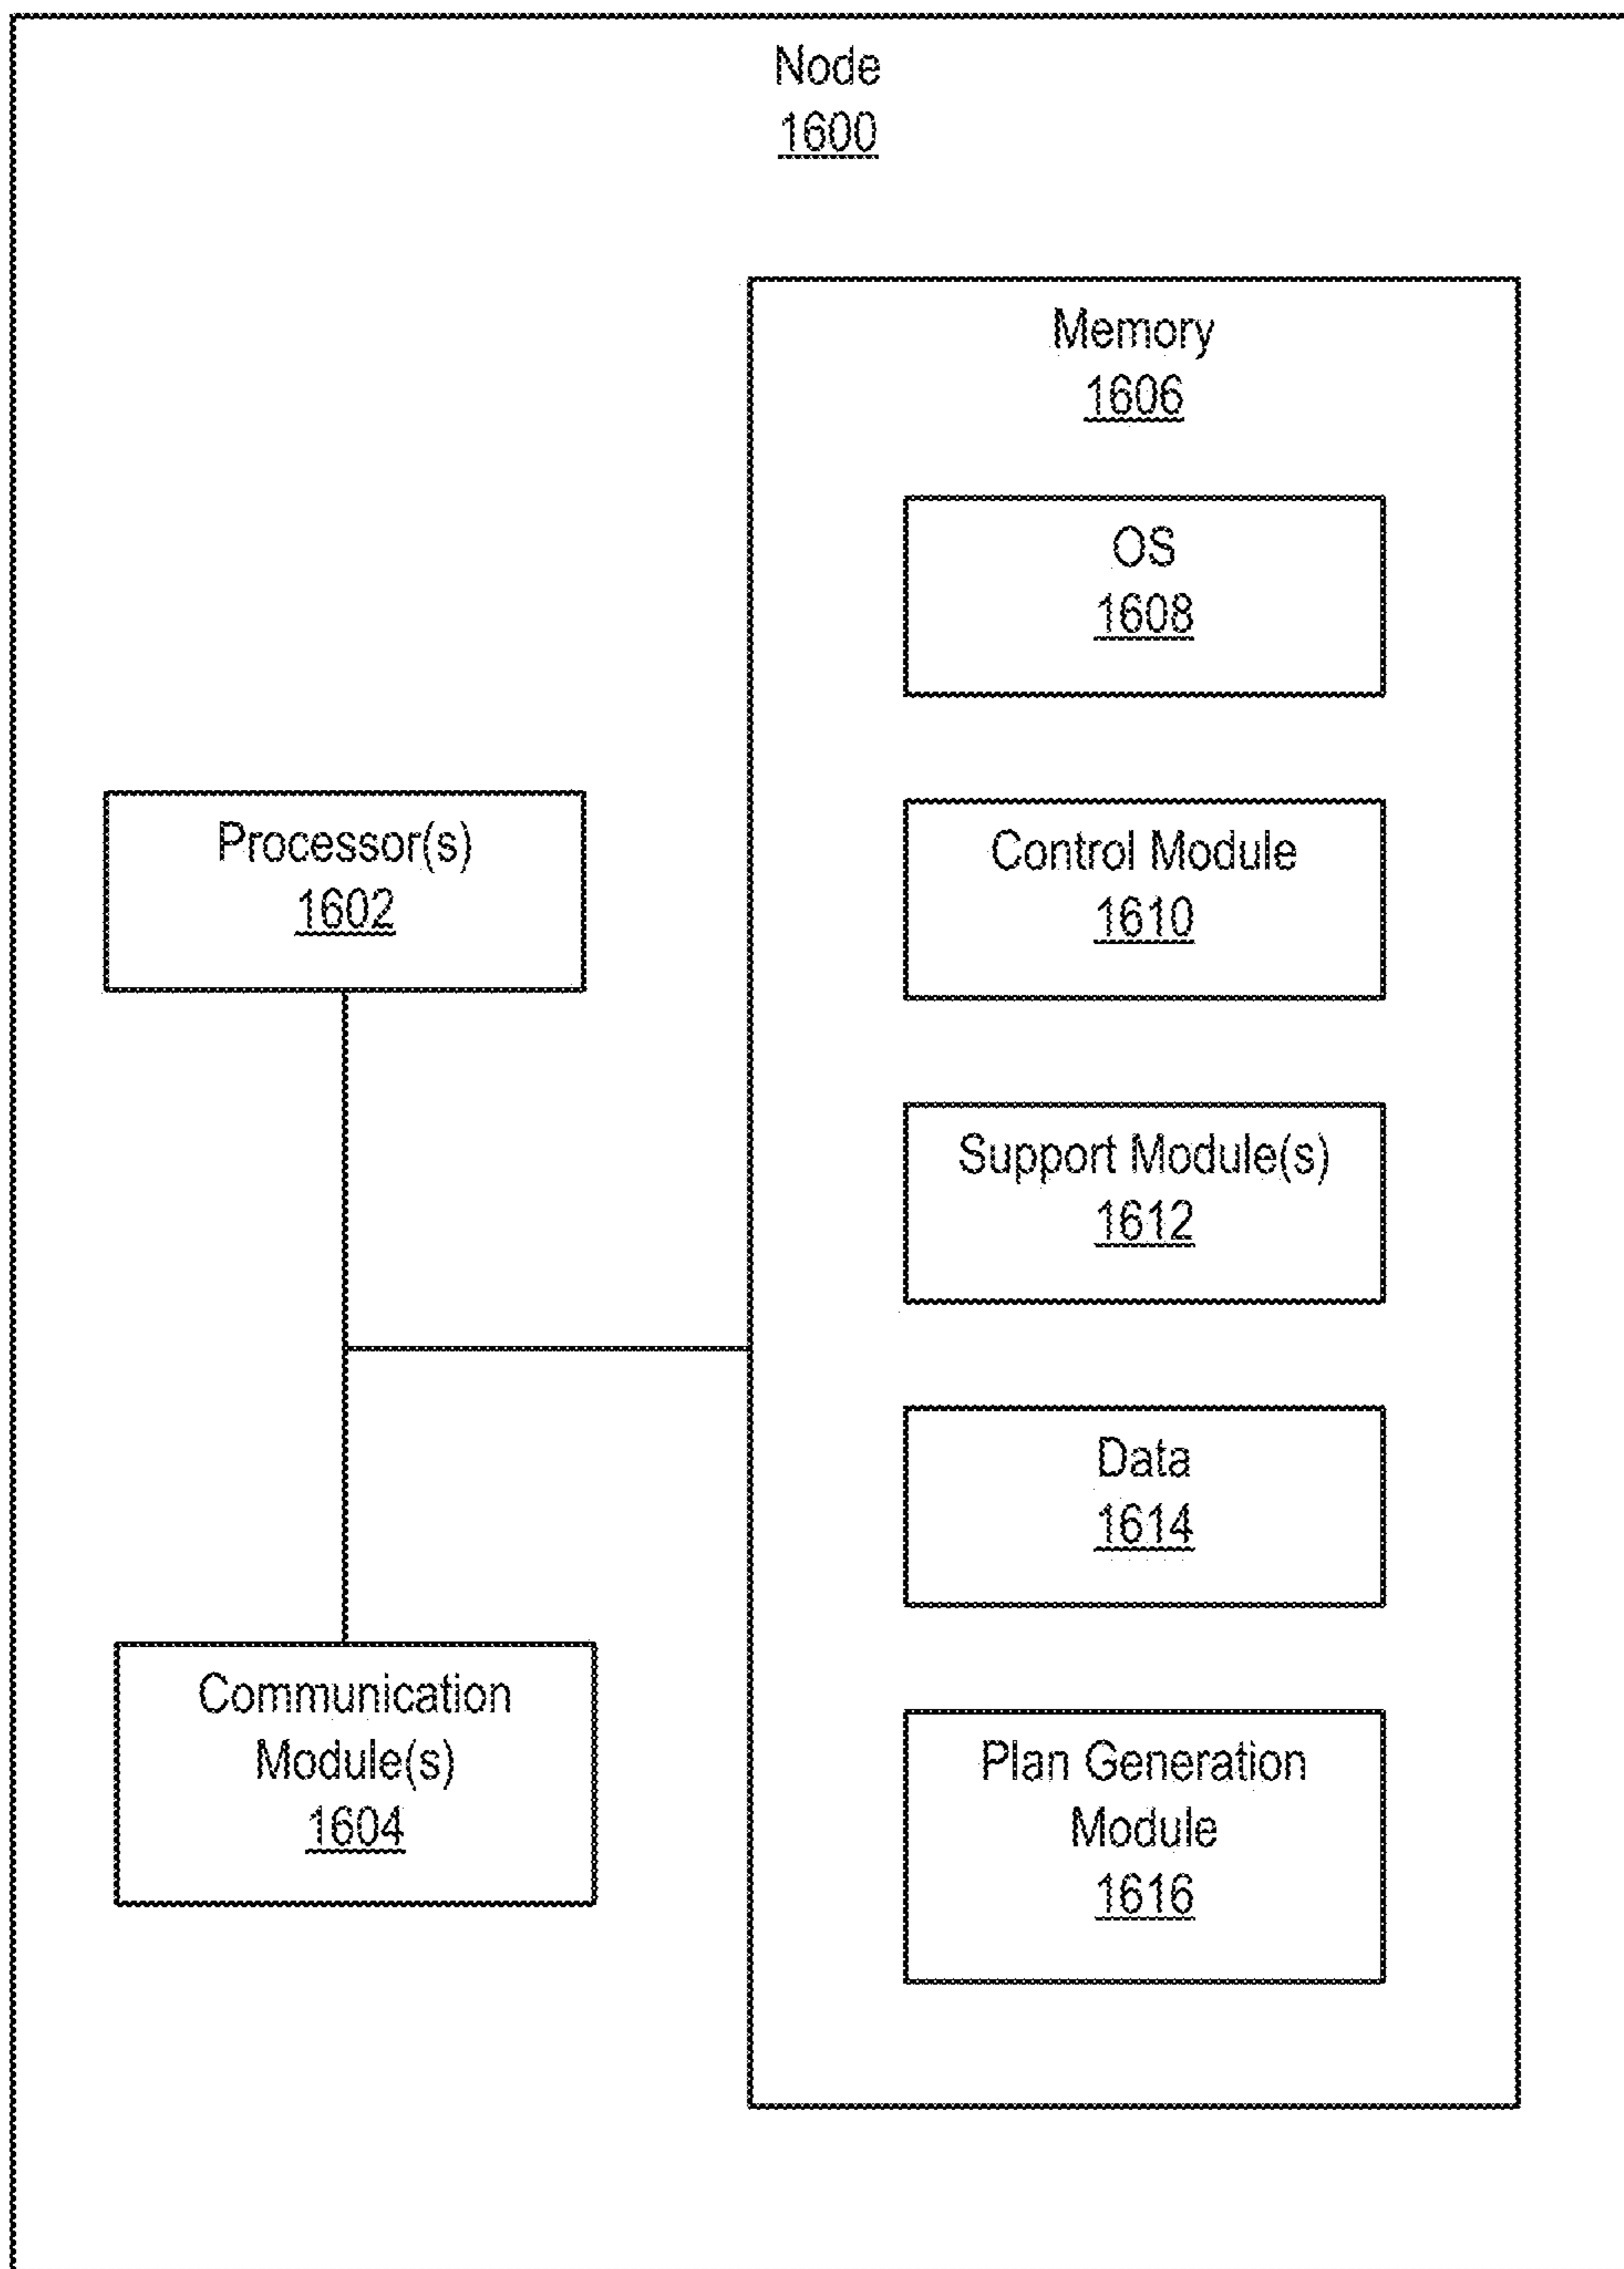 Node
1600
Memory
1606
OS
1608
Control Module
1610
Processor(s)
1602
Support Module(s)
1612
Data
1614
Communication
Module(s)
1604
Plan Generation
Module
1616